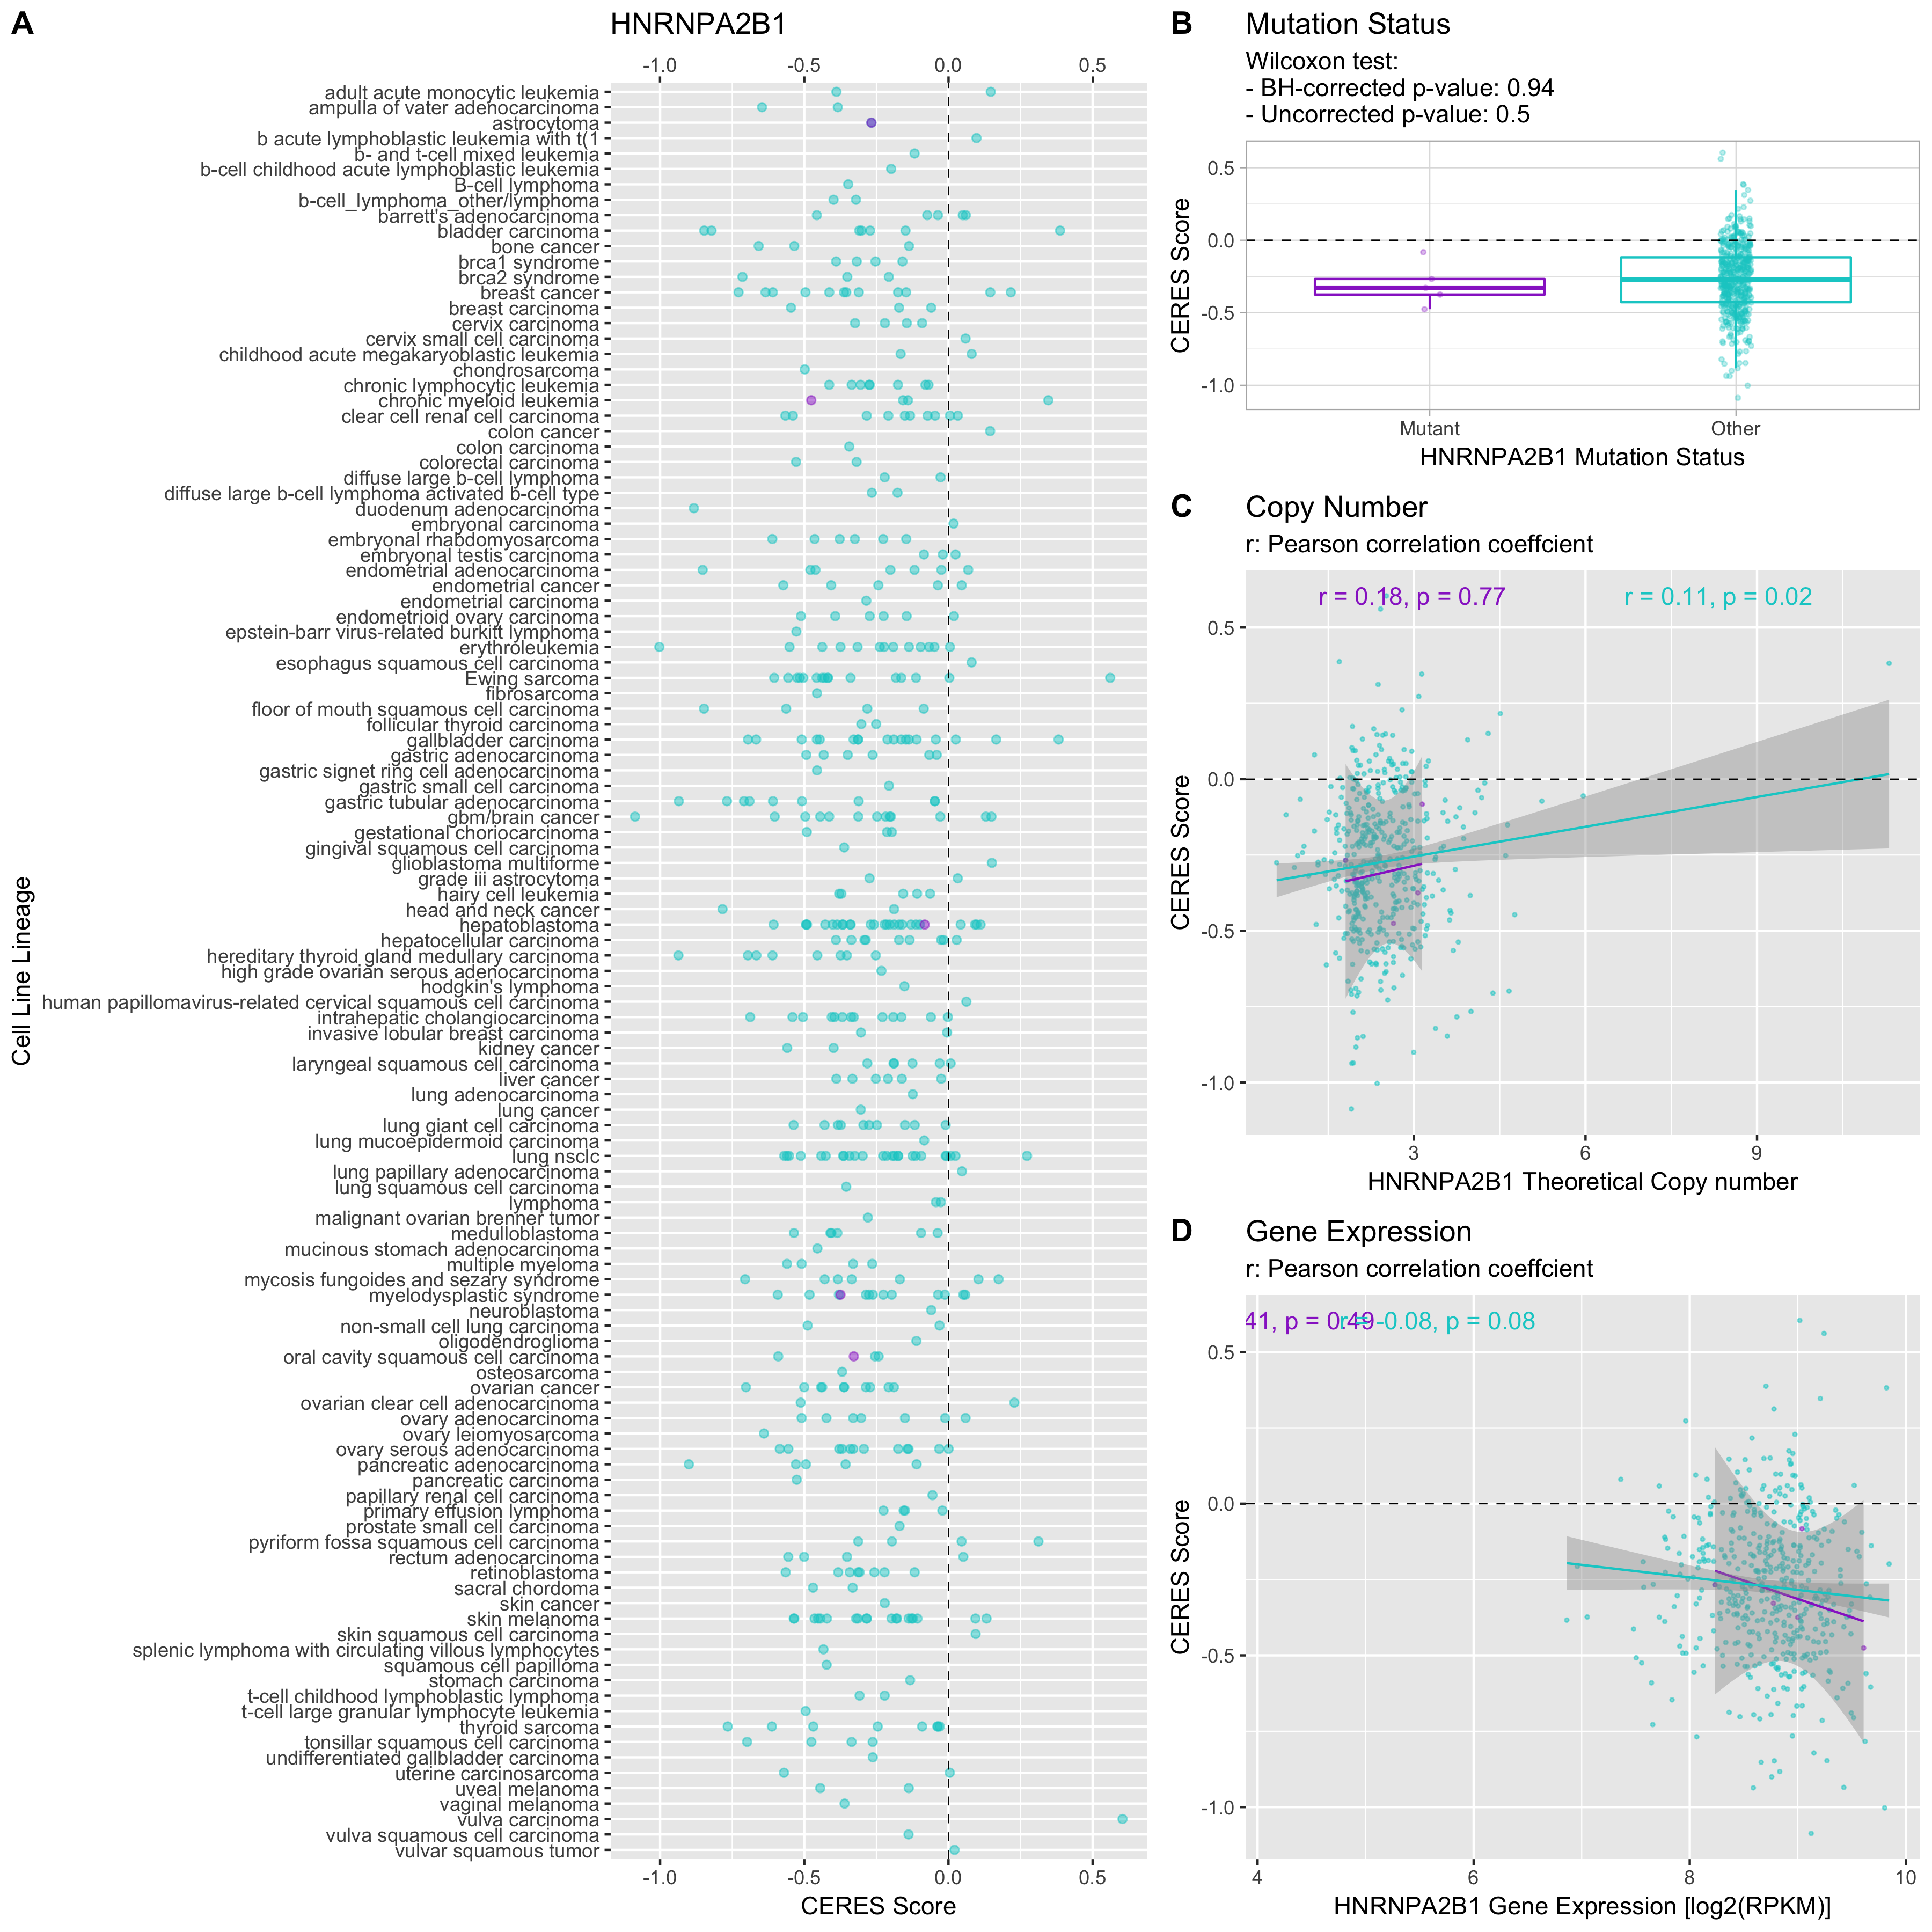 A
HNRNPA2B1
-1.0 -0.5 0.0 0.5
Cell Line Lineage
adult acute monocytic leukemia
ampulla of vater adenocarcinoma
astrocytoma
b acute lymphoblastic leukemia with t(1
b- and t-cell mixed leukemia
b-cell childhood acute lymphoblastic leukemia
B-cell lymphoma
b-cell_lymphoma_other/lymphoma
barrett's adenocarcinoma
bladder carcinoma
bone cancer
brca1 syndrome
brca2 syndrome
breast cancer
breast carcinoma
cervix carcinoma
cervix small cell carcinoma
childhood acute megakaryoblastic leukemia
chondrosarcoma
chronic lymphocytic leukemia
chronic myeloid leukemia
clear cell renal cell carcinoma
colon cancer
colon carcinoma
colorectal carcinoma
diffuse large b-cell lymphoma
diffuse large b-cell lymphoma activated b-cell type
duodenum adenocarcinoma
embryonal carcinoma
embryonal rhabdomyosarcoma
embryonal testis carcinoma
endometrial adenocarcinoma
endometrial cancer
endometrial carcinoma
endometrioid ovary carcinoma
epstein-barr virus-related burkitt lymphoma
erythroleukemia
esophagus squamous cell carcinoma
Ewing sarcoma
fibrosarcoma
floor of mouth squamous cell carcinoma
follicular thyroid carcinoma
gallbladder carcinoma
gastric adenocarcinoma
gastric signet ring cell adenocarcinoma
gastric small cell carcinoma
gastric tubular adenocarcinoma
gbm/brain cancer
gestational choriocarcinoma
gingival squamous cell carcinoma
glioblastoma multiforme
grade iii astrocytoma
hairy cell leukemia
head and neck cancer
hepatoblastoma
hepatocellular carcinoma
hereditary thyroid gland medullary carcinoma
high grade ovarian serous adenocarcinoma
hodgkin's lymphoma
human papillomavirus-related cervical squamous cell carcinoma
intrahepatic cholangiocarcinoma
invasive lobular breast carcinoma
kidney cancer
laryngeal squamous cell carcinoma
liver cancer
lung adenocarcinoma
lung cancer
lung giant cell carcinoma
lung mucoepidermoid carcinoma
lung nsclc
lung papillary adenocarcinoma
lung squamous cell carcinoma
lymphoma
malignant ovarian brenner tumor
medulloblastoma
mucinous stomach adenocarcinoma
multiple myeloma
mycosis fungoides and sezary syndrome
myelodysplastic syndrome
neuroblastoma
non-small cell lung carcinoma
oligodendroglioma
oral cavity squamous cell carcinoma
osteosarcoma
ovarian cancer
ovarian clear cell adenocarcinoma
ovary adenocarcinoma
ovary leiomyosarcoma
ovary serous adenocarcinoma
pancreatic adenocarcinoma
pancreatic carcinoma
papillary renal cell carcinoma
primary effusion lymphoma
prostate small cell carcinoma
pyriform fossa squamous cell carcinoma
rectum adenocarcinoma
retinoblastoma
sacral chordoma
skin cancer
skin melanoma
skin squamous cell carcinoma
splenic lymphoma with circulating villous lymphocytes
squamous cell papilloma
stomach carcinoma
t-cell childhood lymphoblastic lymphoma
t-cell large granular lymphocyte leukemia
thyroid sarcoma
tonsillar squamous cell carcinoma
undifferentiated gallbladder carcinoma
uterine carcinosarcoma
uveal melanoma
vaginal melanoma
vulva carcinoma
vulva squamous cell carcinoma
vulvar squamous tumor
-1.0 -0.5 0.0 0.5
CERES Score
B
Mutation Status
Wilcoxon test:
- BH-corrected p-value: 0.94
- Uncorrected p-value: 0.5
CERES Score
0.5
0.0
-0.5
-1.0
Mutant Other
HNRNPA2B1 Mutation Status
C
Copy Number
r: Pearson correlation coeffcient
r = 0.18, p = 0.77 r = 0.11, p = 0.02
CERES Score
0.5
0.0
-0.5
-1.0
3 6 9
HNRNPA2B1 Theoretical Copy number
D
Gene Expression
r: Pearson correlation coeffcient
41, p = 0.49 r = -0.08, p = 0.08
CERES Score
0.5
0.0
-0.5
-1.0
4 6 8 10
HNRNPA2B1 Gene Expression [log2(RPKM)]